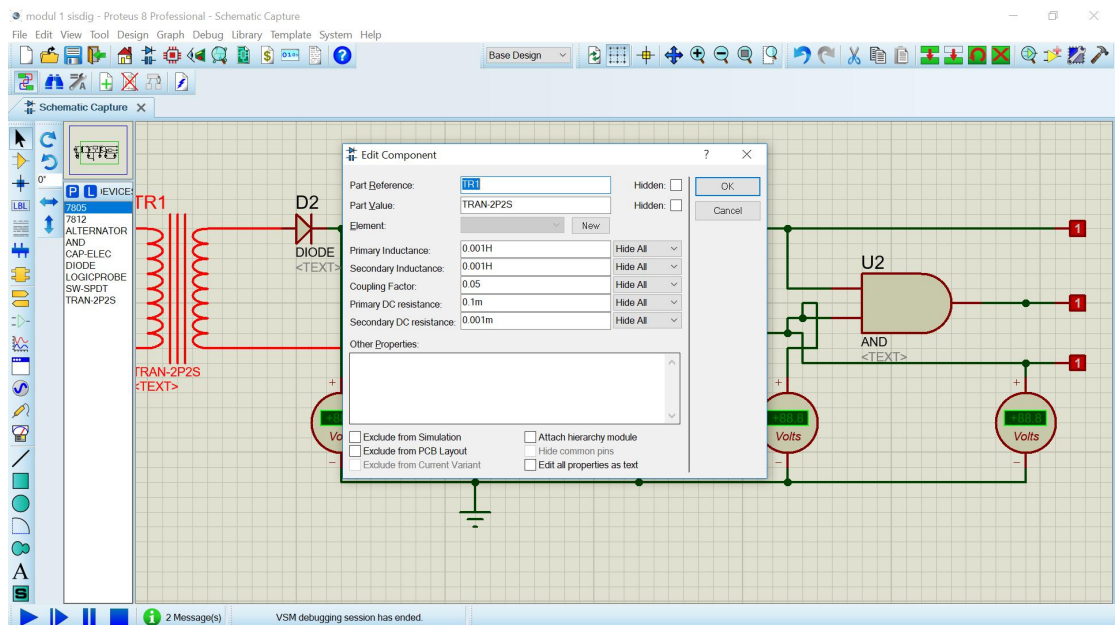 modul 1 sisdig - Proteus 8 Professional - Schematic Capture
File Edit View Tool Design Graph Debug Library Template System Help
Base Design
Schematic Capture
0°
P L EVICE
7805
7812
ALTERNATOR
AND
CAP-ELEC
DIODE
LOGICPROBE
SW-SPDT
TRAN-2P2S
LBL
A
S
TR1
TRAN-2P2S
<TEXT>
D2
DIODE
<TEXT>
Edit Component
? 
Part Reference: TR1 Hidden: OK
Part Value: TRAN-2P2S Hidden: Cancel
Element: New
Primary Inductance: 0.001H Hide All
Secondary Inductance: 0.001H Hide All
Coupling Factor: 0.05 Hide All
Primary DC resistance: 0.1m Hide All
Secondary DC resistance: 0.001m Hide All
Other Properties:
Exclude from Simulation Attach hierarchy module
Exclude from PCB Layout Hide common pins
Exclude from Current Variant Edit all properties as text
1
U2
1
AND
<TEXT>
1
+88.8
Volts
+88.8
Volts
2 Message(s) VSM debugging session has ended.